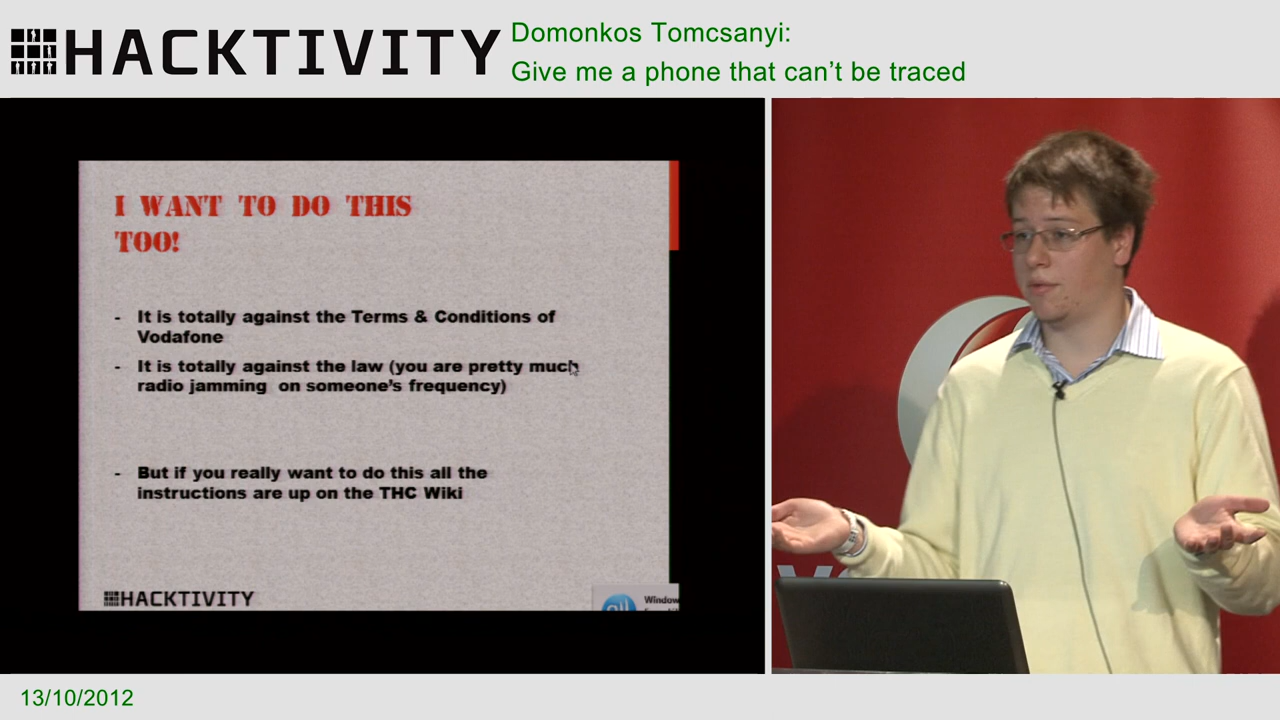 HACKTIVITY
Domonkos Tomcsanyi:
Give me a phone that can't be traced
I WANT TO DO THIS
TOO!
- It is totally against the Terms & Conditions of
Vodafone
- It is totally against the law (you are pretty much
radio jamming on someone's frequency)
- But if you really want to do this all the
instructions are up on the THC Wiki
HACKTIVITY
Window
13/10/2012